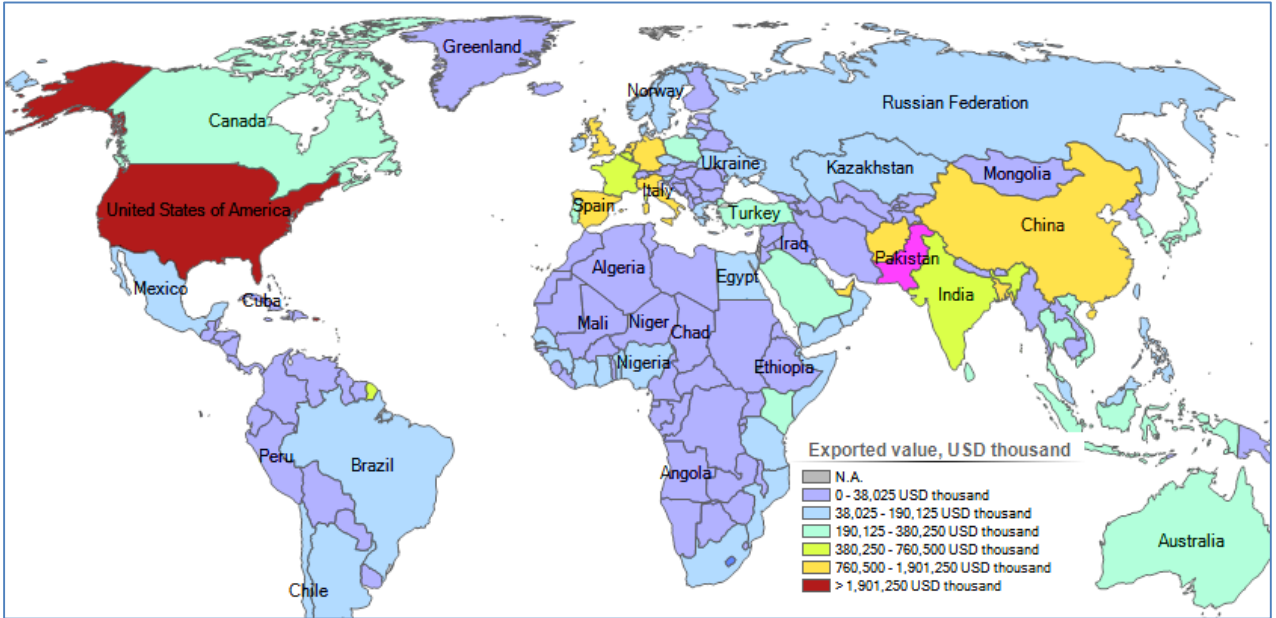 Greenland
Norway
Russian Federation
Canada
Ukraine
Kazakhstan
Mongolia
Italy
United States of America
Spain
Turkey
China
Iraq
Pakistan
Algeria
Egypt
Mexico
India
Cuba
Mali
Niger
Chad
Nigeria
Ethiopia
Peru
Brazil
Angola
Chile
Australia
Exported value, USD thousand
N.A.
0 - 38,025 USD thousand
38,025 - 190,125 USD thousand
190,125 - 380,250 USD thousand
380,250 - 760,500 USD thousand
760,500 - 1,901,250 USD thousand
> 1,901,250 USD thousand